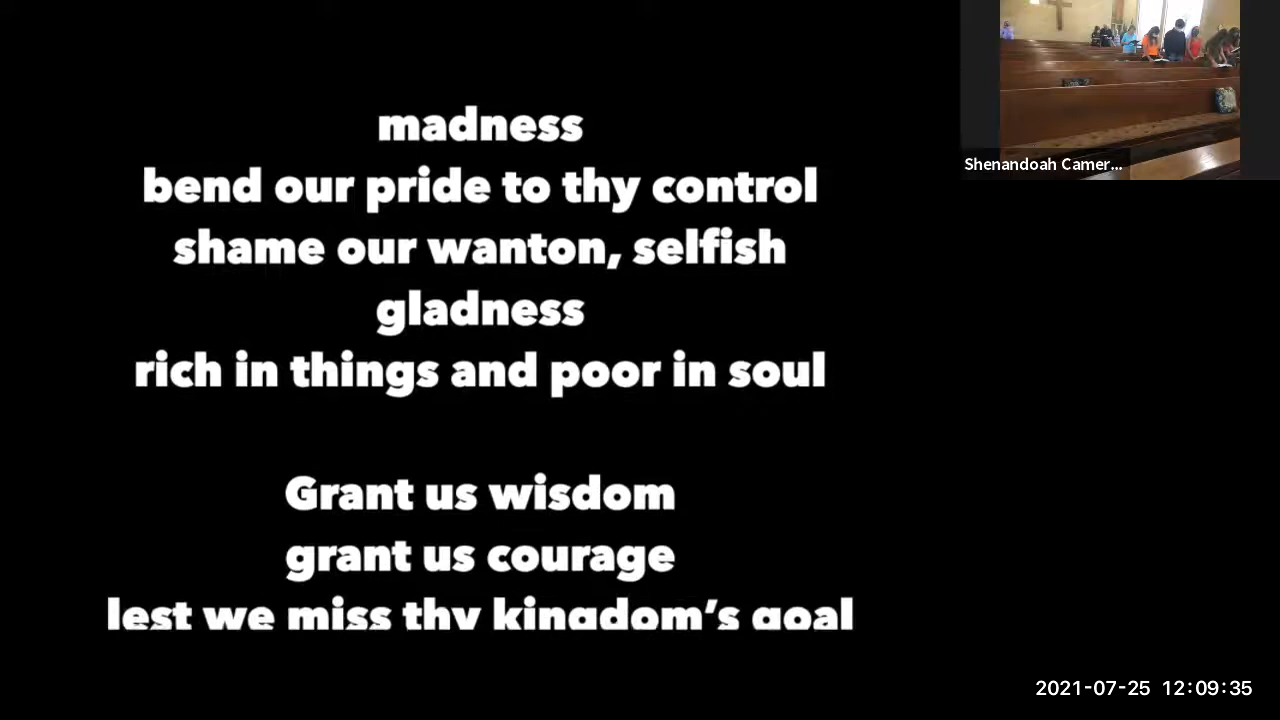 madness
bend our pride to thy control
shame our wanton, selfish
gladness
rich in things and poor in soul
Grant us wisdom
grant us courage
lest we miss thy kingdom’s goal
Shenandoah Camer...
2021-07-25 12:09:35